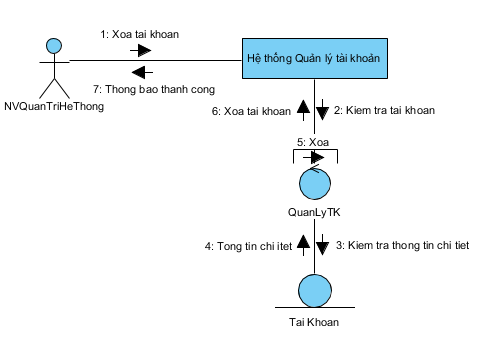 1: Xoa tai khoan
7: Thong bao thanh cong
NVQuanTriHeThong
Hệ thống Quản lý tài khoản
6: Xoa tai khoan
2: Kiem tra tai khoan
5: Xoa
QuanLyTK
4: Tong tin chi itet
3: Kiem tra thong tin chi tiet
Tai Khoan